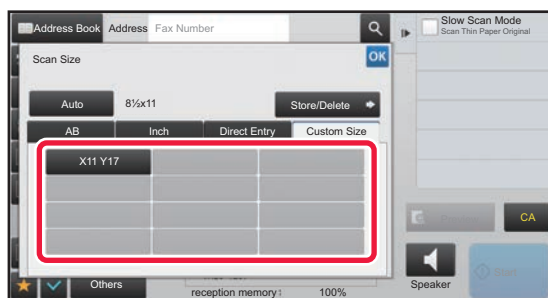 Address Book Address Fax Number
Slow Scan Mode
Scan Thin Paper Original
Scan Size
OK
Auto 8½x11 Store/Delete
AB Inch Direct Entry Custom Size
X11 Y17
CA
Others
reception memory: 100%
Speaker
Start